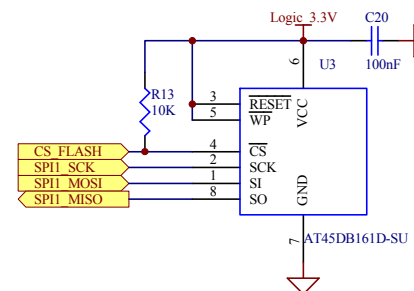 Logic_3.3V
C20
100nF
6
U3
R13
10K
3
RESET
VCC
5
WP
CS_FLASH
4
CS
SPI1_SCK
2
SCK
SPI1_MOSI
1
SI
GND
SPI1_MISO
8
SO
7
AT45DB161D-SU